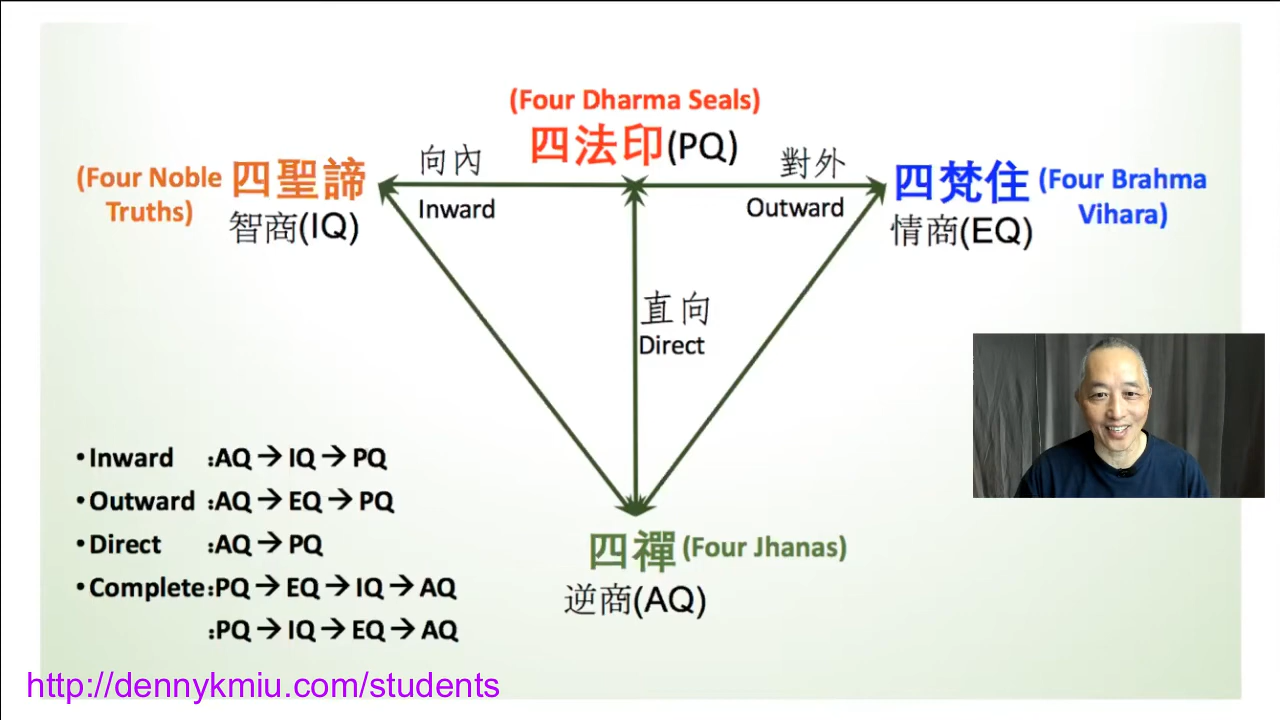 (Four Dharma Seals)
四法印(PQ)
(Four Noble
Truths)
四聖諦
智商(IQ)
向內
Inward
對外
Outward
四梵住
(Four Brahma
Vihara)
情商(EQ)
直向
Direct
•Inward :AQ→IQ→PQ
•Outward :AQ→EQ→PQ
•Direct :AQ→PQ
•Complete:PQ→EQ→IQ→AQ
:PQ→IQ→EQ→AQ
四禪(Four Jhanas)
逆商(AQ)
http://dennykmiu.com/students